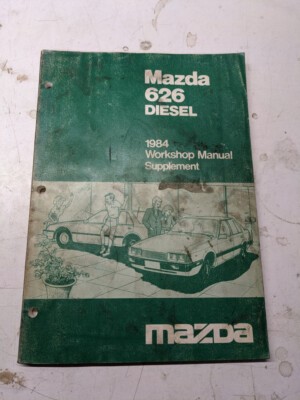 Mazda
626
DIESEL
1984
Workshop Manual
Supplement
mazda